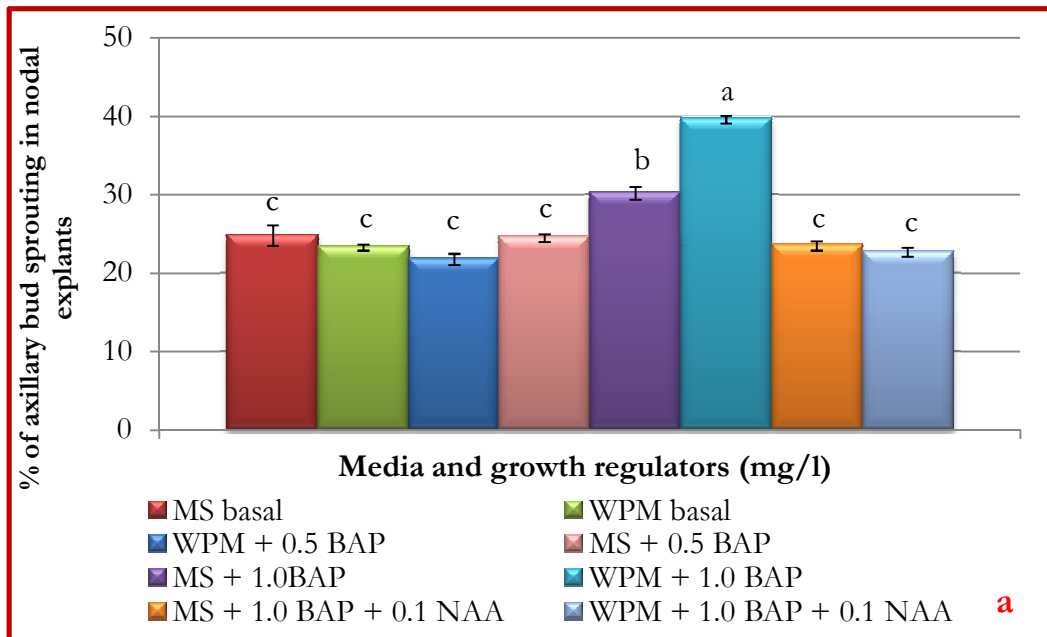 % of axillary bud sprouting in nodal
explants
50
40
30
20
10
0
c
c
c
c
b
a
c
c
Media and growth regulators (mg/l)
MS basal
WPM basal
WPM + 0.5 BAP
MS + 0.5 BAP
MS + 1.0BAP
WPM + 1.0 BAP
MS + 1.0 BAP + 0.1 NAA
WPM + 1.0 BAP + 0.1 NAA
a